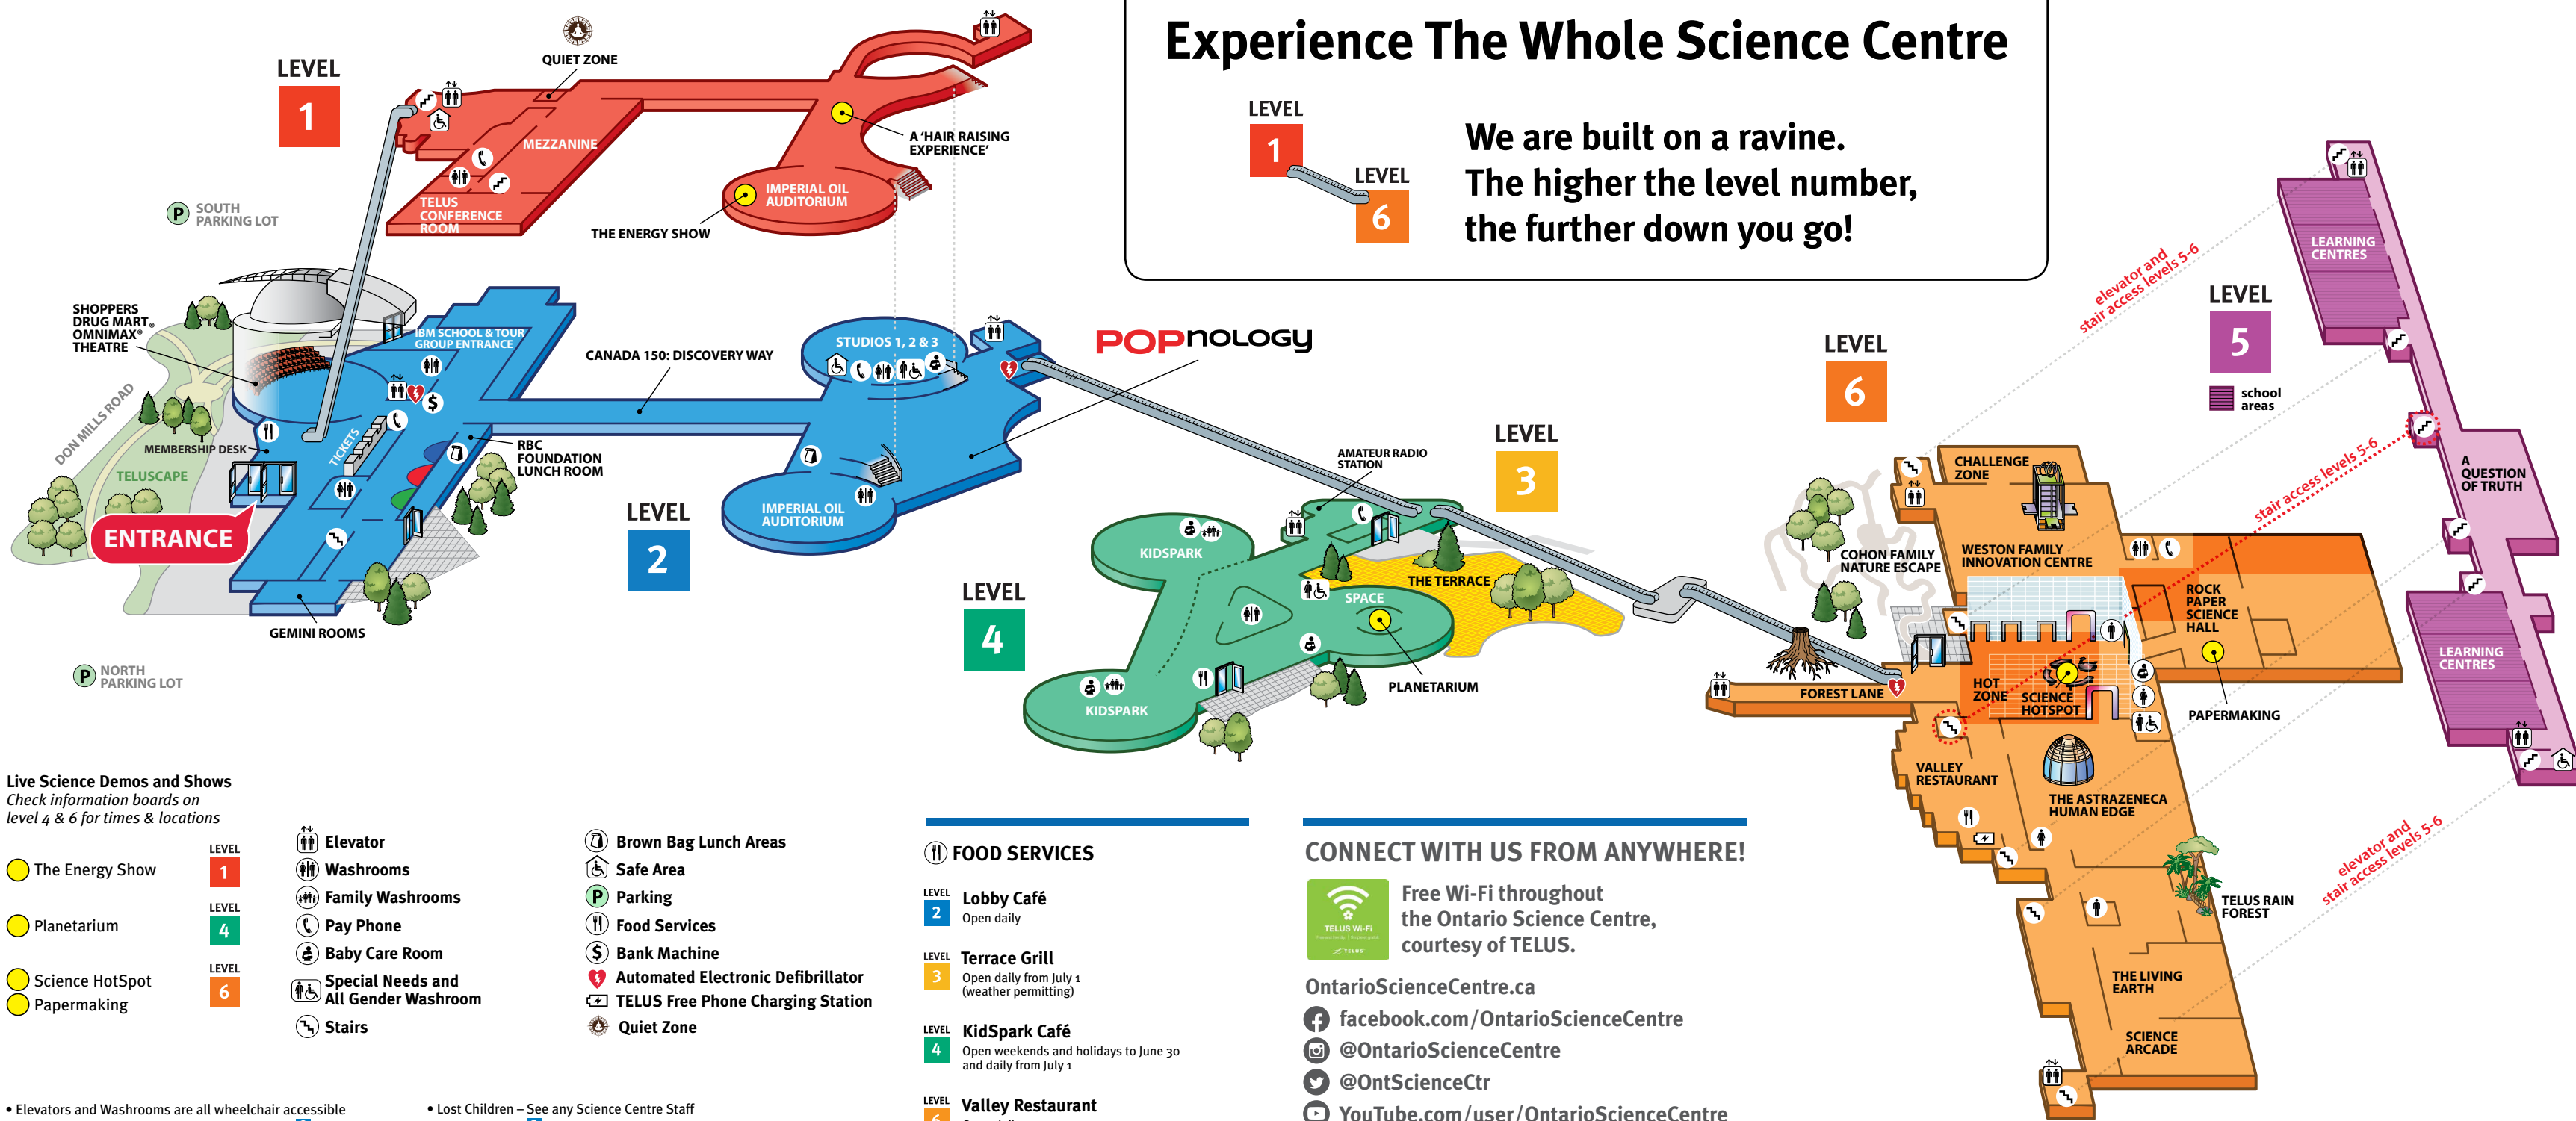 Experience The Whole Science Centre
LEVEL
1
LEVEL
6
We are built on a ravine.
The higher the level number,
the further down you go!
LEVEL
1
QUIET ZONE
MEZZANINE
TELUS
CONFERENCE
ROOM
A ‘HAIR RAISING
EXPERIENCE’
IMPERIAL OIL
AUDITORIUM
THE ENERGY SHOW
P
SOUTH
PARKING LOT
SHOPPERS
DRUG MART®
OMNIMAX®
THEATRE
IBM SCHOOL & TOUR
GROUP ENTRANCE
CANADA 150: DISCOVERY WAY
STUDIOS 1, 2 & 3
POPnology
DON MILLS ROAD
MEMBERSHIP DESK
TICKETS
$
TELUSCAPE
RBC
FOUNDATION
LUNCH ROOM
ENTRANCE
LEVEL
2
IMPERIAL OIL
AUDITORIUM
GEMINI ROOMS
P
NORTH
PARKING LOT
LEVEL
3
AMATEUR RADIO
STATION
KIDSPARK
THE TERRACE
SPACE
LEVEL
4
PLANETARIUM
KIDSPARK
LEVEL
5
school
areas
LEARNING
CENTRES
A
QUESTION
OF TRUTH
LEARNING
CENTRES
elevator and
stair access levels 5-6
stair access levels 5-6
elevator and
stair access levels 5-6
LEVEL
6
CHALLENGE
ZONE
WESTON FAMILY
INNOVATION CENTRE
COHON FAMILY
NATURE ESCAPE
ROCK
PAPER
SCIENCE
HALL
HOT
ZONE
SCIENCE
HOTSPOT
FOREST LANE
PAPERMAKING
VALLEY
RESTAURANT
THE ASTRAZENECA
HUMAN EDGE
TELUS RAIN
FOREST
THE LIVING
EARTH
SCIENCE
ARCADE
Live Science Demos and Shows
Check information boards on
level 4 & 6 for times & locations
The Energy Show
LEVEL
1
Planetarium
LEVEL
4
Science HotSpot
Papermaking
LEVEL
6
Elevator
Washrooms
Family Washrooms
Pay Phone
Baby Care Room
Special Needs and
All Gender Washroom
Stairs
Brown Bag Lunch Areas
Safe Area
P Parking
Food Services
$ Bank Machine
Automated Electronic Defibrillator
TELUS Free Phone Charging Station
Quiet Zone
• Elevators and Washrooms are all wheelchair accessible
• Lost Children – See any Science Centre Staff
FOOD SERVICES
LEVEL
2
Lobby Café
Open daily
LEVEL
3
Terrace Grill
Open daily from July 1
(weather permitting)
LEVEL
4
KidSpark Café
Open weekends and holidays to June 30
and daily from July 1
LEVEL
Valley Restaurant
CONNECT WITH US FROM ANYWHERE!
TELUS Wi-Fi
TELUS
Free Wi-Fi throughout
the Ontario Science Centre,
courtesy of TELUS.
OntarioScienceCentre.ca
facebook.com/OntarioScienceCentre
@OntarioScienceCentre
@OntScienceCtr
YouTube.com/user/OntarioScienceCentre